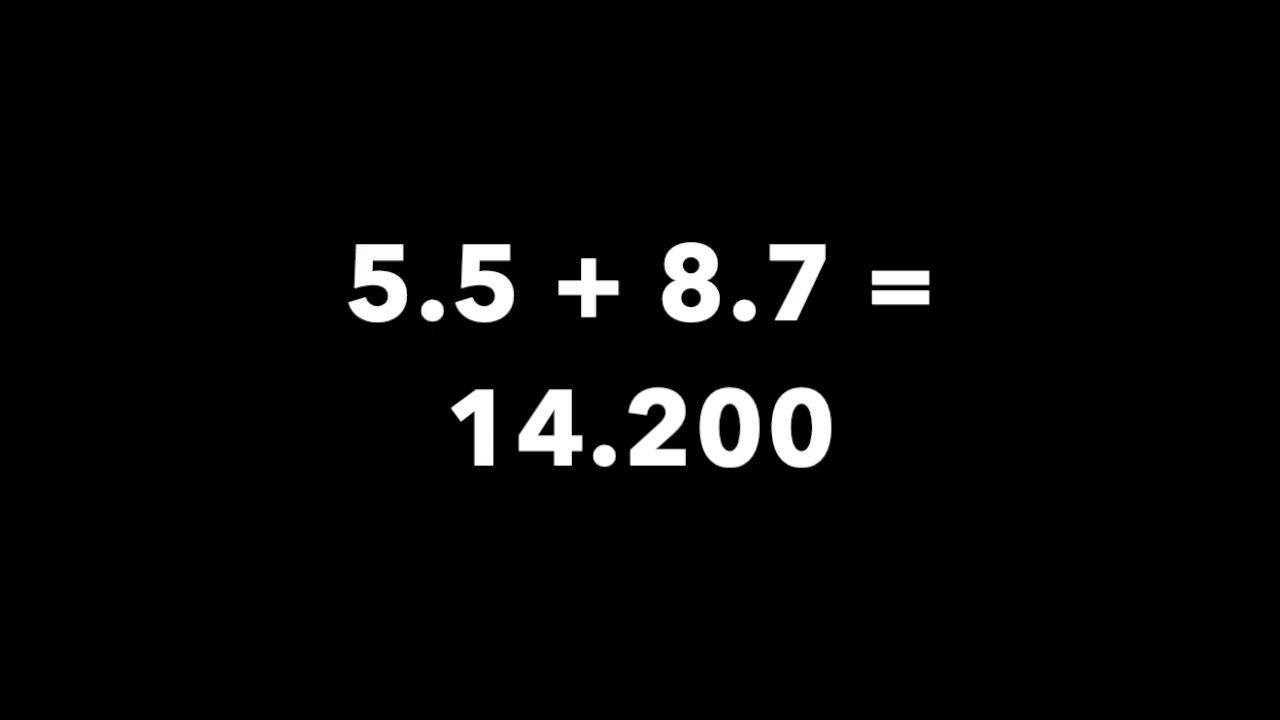 5.5 + 8.7 =
14.200